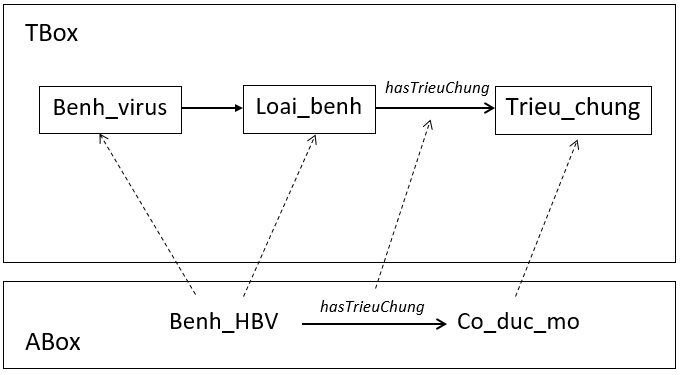 TBox
hasTrieuChung
Benh_virus
Loai_benh
Trieu_chung
hasTrieuChung
Benh_HBV
Co_duc_mo
ABox